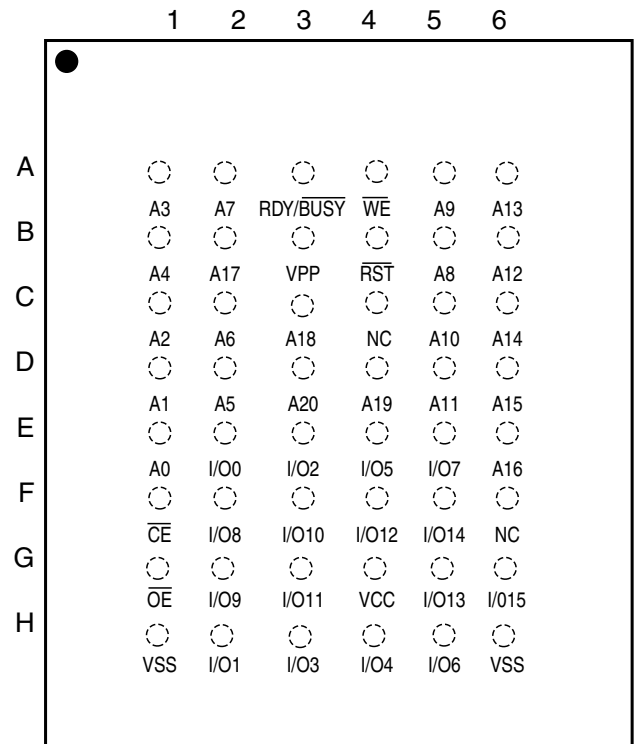 1 2 3 4 5 6
A
A3 A7 RDY/BUSY WE A9 A13
B
A4 A17 VPP RST A8 A12
C
A2 A6 A18 NC A10 A14
D
A1 A5 A20 A19 A11 A15
E
A0 I/O0 I/O2 I/O5 I/O7 A16
F
CE I/O8 I/O10 I/O12 I/O14 NC
G
OE I/O9 I/O11 VCC I/O13 I/015
H
VSS I/O1 I/O3 I/O4 I/O6 VSS